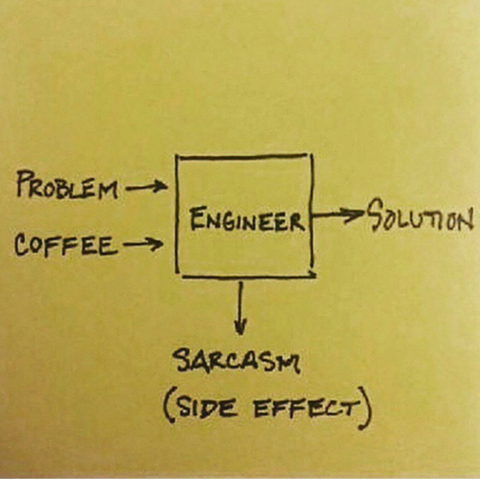 PROBLEM
COFFEE
ENGINEER
SOLUTION
SARCASM
(SIDE EFFECT)